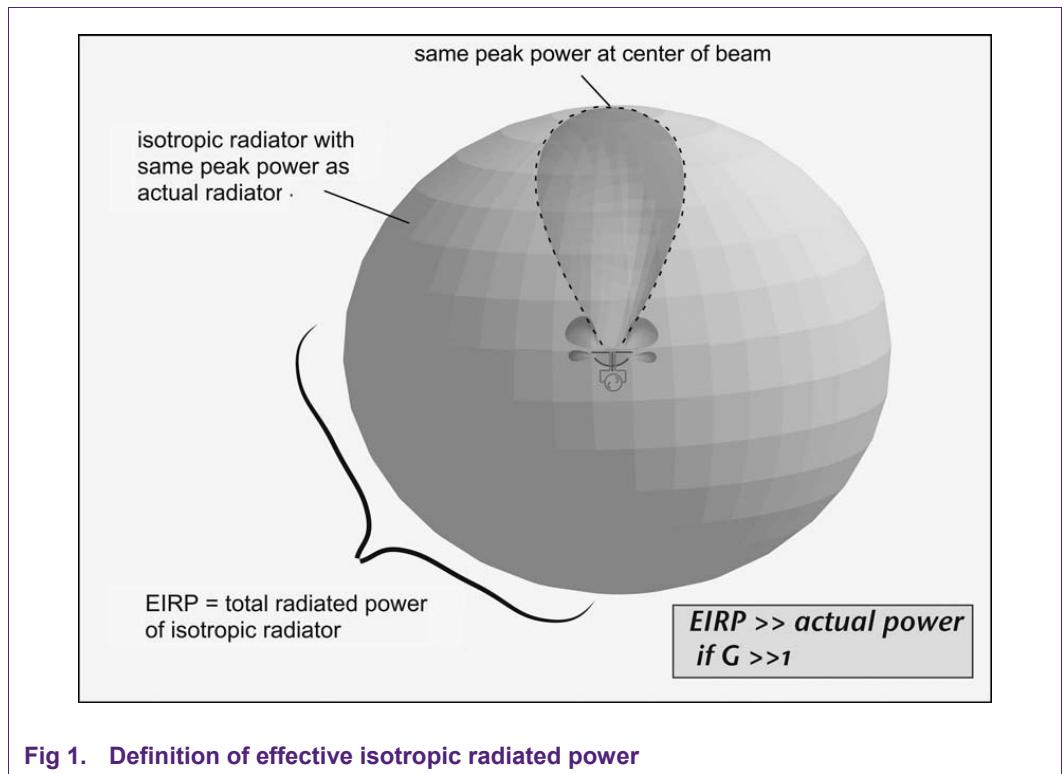 same peak power at center of beam
isotropic radiator with
same peak power as
actual radiator .
EIRP = total radiated power
of isotropic radiator
EIRP >> actual power
if G >>1
Fig 1. Definition of effective isotropic radiated power